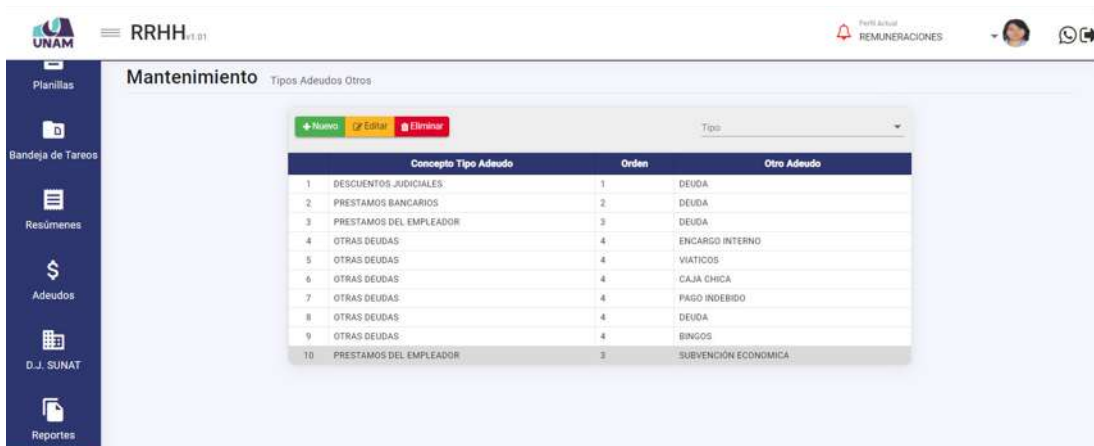 UNAM
RRHH v1.01
Perfil Actual
REMUNERACIONES
Planillas
Bandeja de Tareos
Resúmenes
Adeudos
D.J. SUNAT
Reportes
Mantenimiento Tipos Adeudos Otros
+Nuevo Editar Eliminar
Tipo
Concepto Tipo Adeudo Orden Otro Adeudo
1 DESCUENTOS JUDICIALES 1 DEUDA
2 PRESTAMOS BANCARIOS 2 DEUDA
3 PRESTAMOS DEL EMPLEADOR 3 DEUDA
4 OTRAS DEUDAS 4 ENCARGO INTERNO
5 OTRAS DEUDAS 4 VIATICOS
6 OTRAS DEUDAS 4 CAJA CHICA
7 OTRAS DEUDAS 4 PAGO INDEBIDO
8 OTRAS DEUDAS 4 DEUDA
9 OTRAS DEUDAS 4 BINGOS
10 PRESTAMOS DEL EMPLEADOR 3 SUBVENCIÓN ECONOMICA